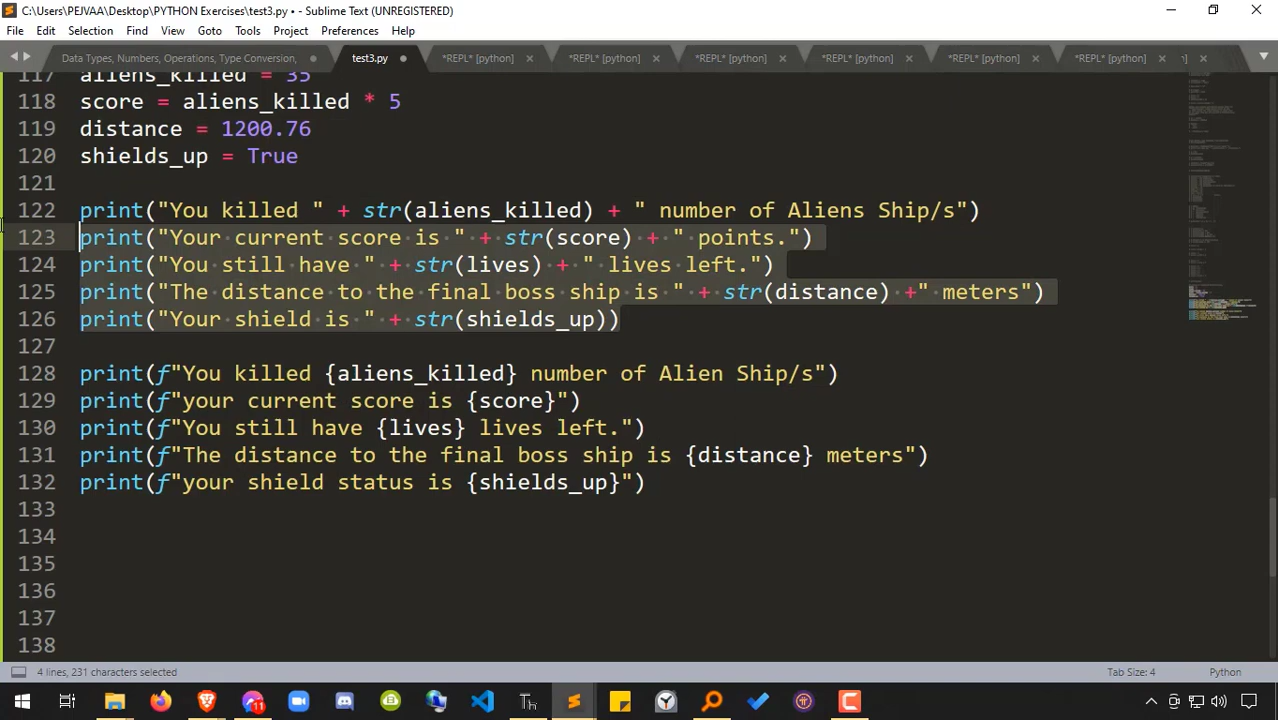 C:\Users\PEJVAA\Desktop\PYTHON Exercises\test3.py • - Sublime Text (UNREGISTERED)
File Edit Selection Find View Goto Tools Project Preferences Help
Data Types, Numbers, Operations, Type Conversion, test3.py *REPL* [python] *REPL* [python] *REPL* [python] *REPL* [python] *REPL* [python] *REPL* [python]
117 aliens_killed = 35
118 score = aliens_killed * 5
119 distance = 1200.76
120 shields_up = True
121
122 print("You killed " + str(aliens_killed) + " number of Aliens Ship/s")
123 print("Your current score is " + str(score) + " points.")
124 print("You still have " + str(lives) + " lives left.")
125 print("The distance to the final boss ship is " + str(distance) +" meters")
126 print("Your shield is " + str(shields_up))
127
128 print(f"You killed {aliens_killed} number of Alien Ship/s")
129 print(f"your current score is {score}")
130 print(f"You still have {lives} lives left.")
131 print(f"The distance to the final boss ship is {distance} meters")
132 print(f"your shield status is {shields_up}")
133
134
135
136
137
138
4 lines, 231 characters selected Tab Size: 4 Python
11 Th